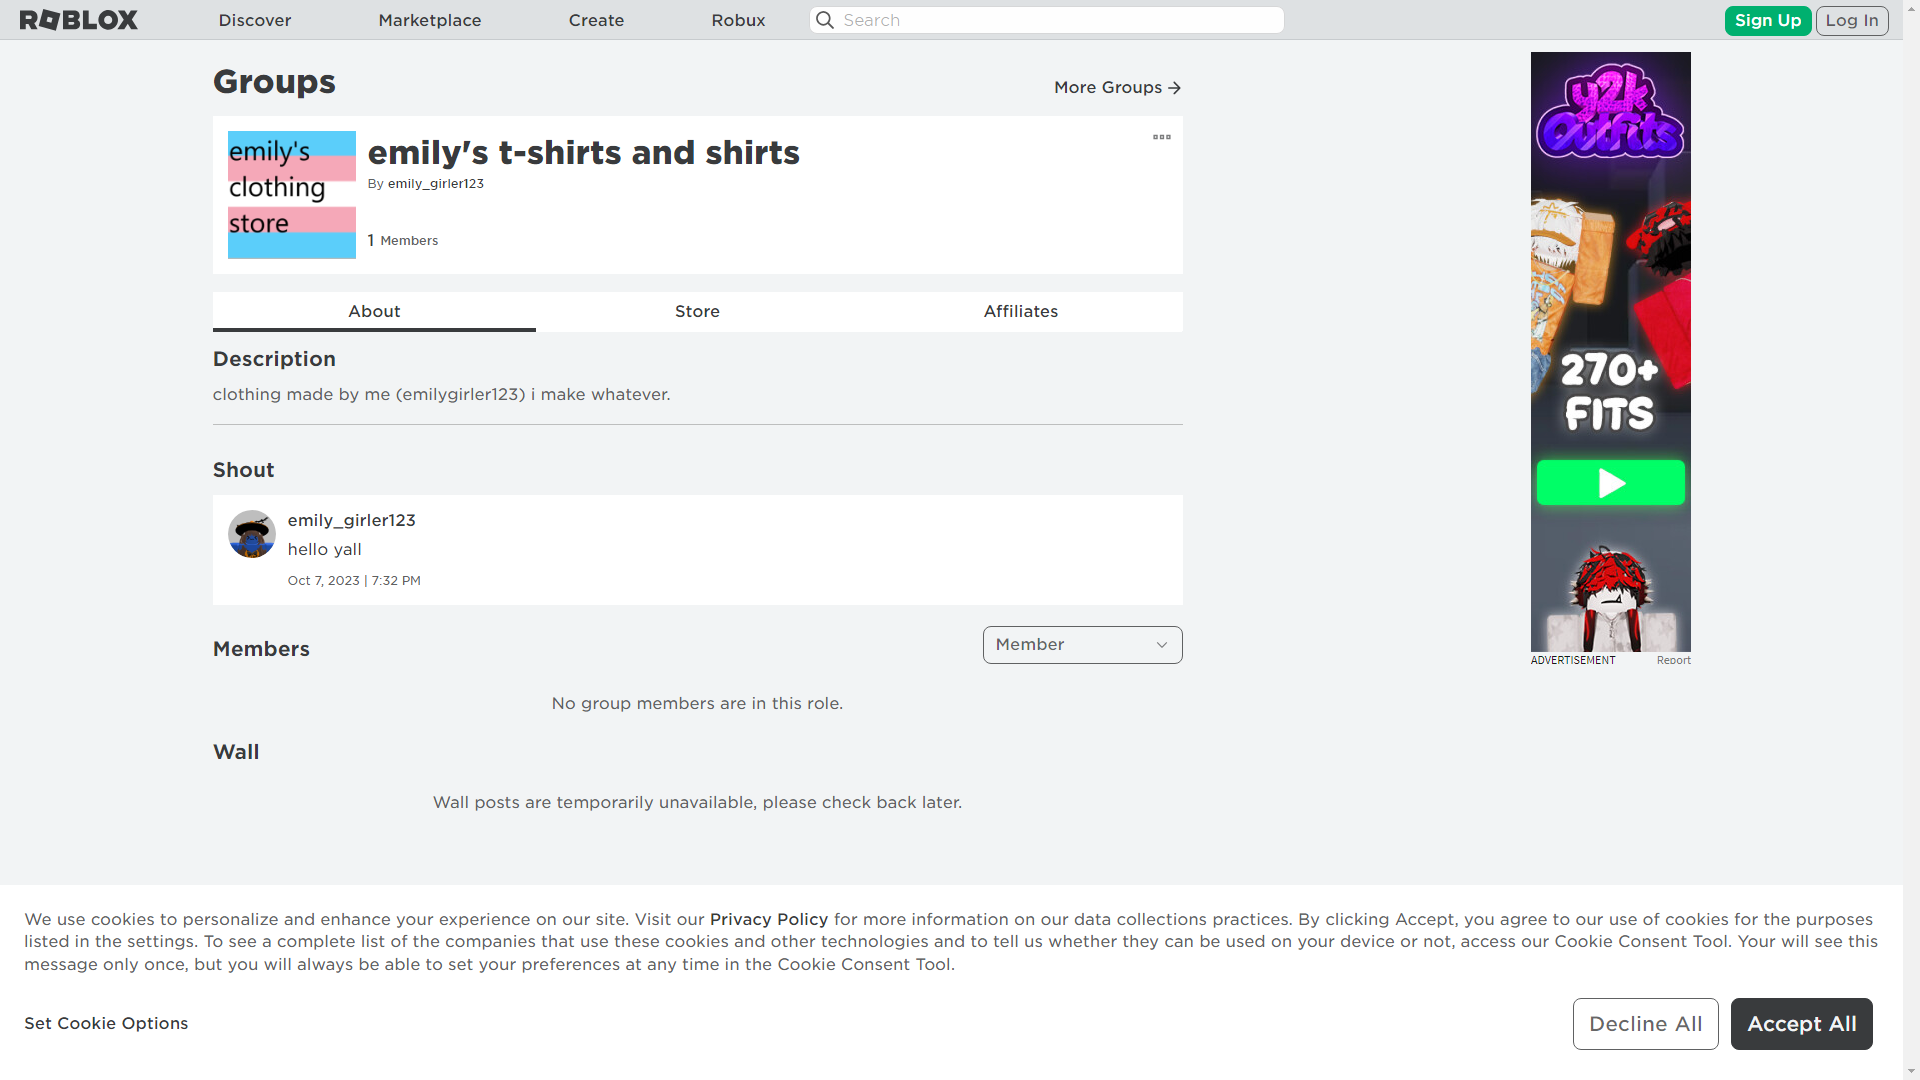 ROBLOX
Discover
Marketplace
Create
Robux
Search
Sign Up
Log In
Groups
More Groups
emily's
clothing
store
emily's t-shirts and shirts
By emily_girler123
1 Members
About
Store
Affiliates
Description
clothing made by me (emilygirler123) i make whatever.
Shout
emily_girler123
hello yall
Oct 7, 2023 | 7:32 PM
Members
Member
No group members are in this role.
Wall
Wall posts are temporarily unavailable, please check back later.
y2k
Outfits
270+
FITS
ADVERTISEMENT
Report
We use cookies to personalize and enhance your experience on our site. Visit our Privacy Policy for more information on our data collections practices. By clicking Accept, you agree to our use of cookies for the purposes
listed in the settings. To see a complete list of the companies that use these cookies and other technologies and to tell us whether they can be used on your device or not, access our Cookie Consent Tool. Your will see this
message only once, but you will always be able to set your preferences at any time in the Cookie Consent Tool.
Set Cookie Options
Decline All
Accept All